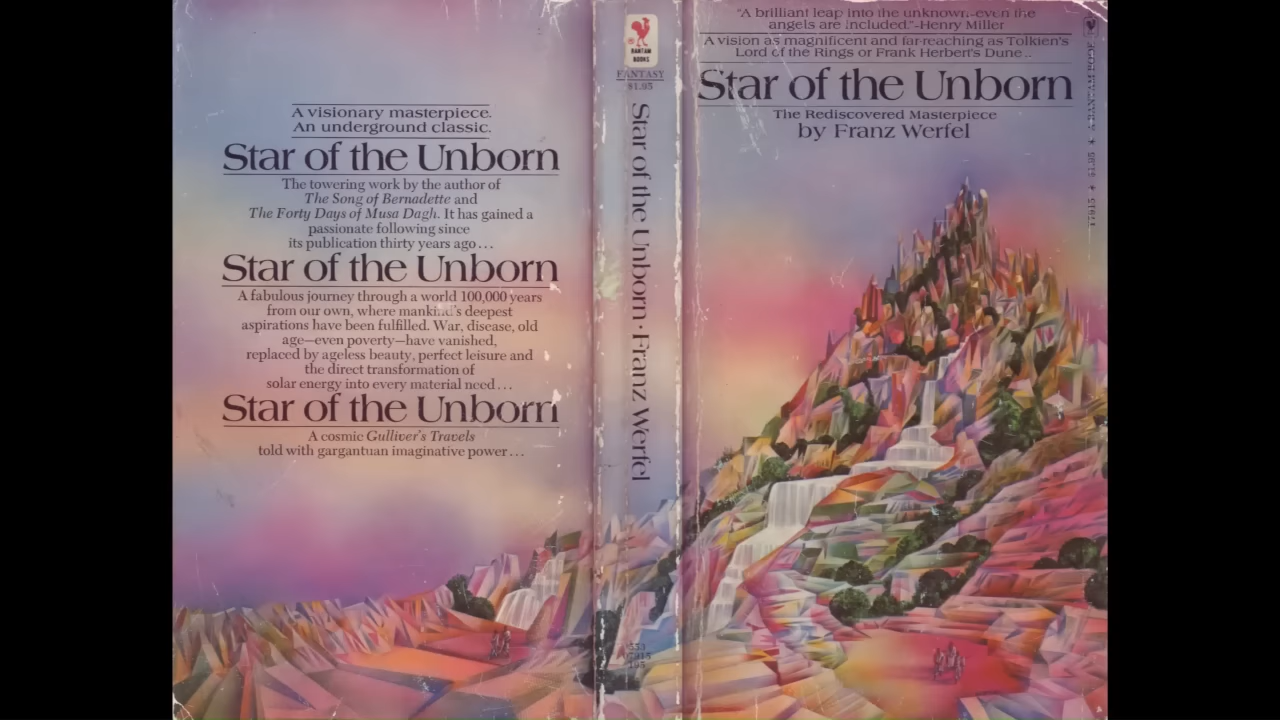 A visionary masterpiece.
An underground classic.
Star of the Unborn
The towering work by the author of
The Song of Bernadette and
The Forty Days of Musa Dagh. It has gained a
passionate following since
its publication thirty years ago...
Star of the Unborn
A fabulous journey through a world 100,000 years
from our own, where mankind's deepest
aspirations have been fulfilled. War, disease, old
age—even poverty—have vanished,
replaced by ageless beauty, perfect leisure and
the direct transformation of
solar energy into every material need...
Star of the Unborn
A cosmic Gulliver's Travels
told with gargantuan imaginative power...
BANTAM
BOOKS
FANTASY
$1.95
Star of the Unborn · Franz Werfel
553
195
"A brilliant leap into the unknown-even the
angels are included."-Henry Miller
A vision as magnificent and far-reaching as Tolkien's
Lord of the Rings or Frank Herbert's Dune...
Star of the Unborn
The Rediscovered Masterpiece
by Franz Werfel
$1.95 * A BANTAM BOOK